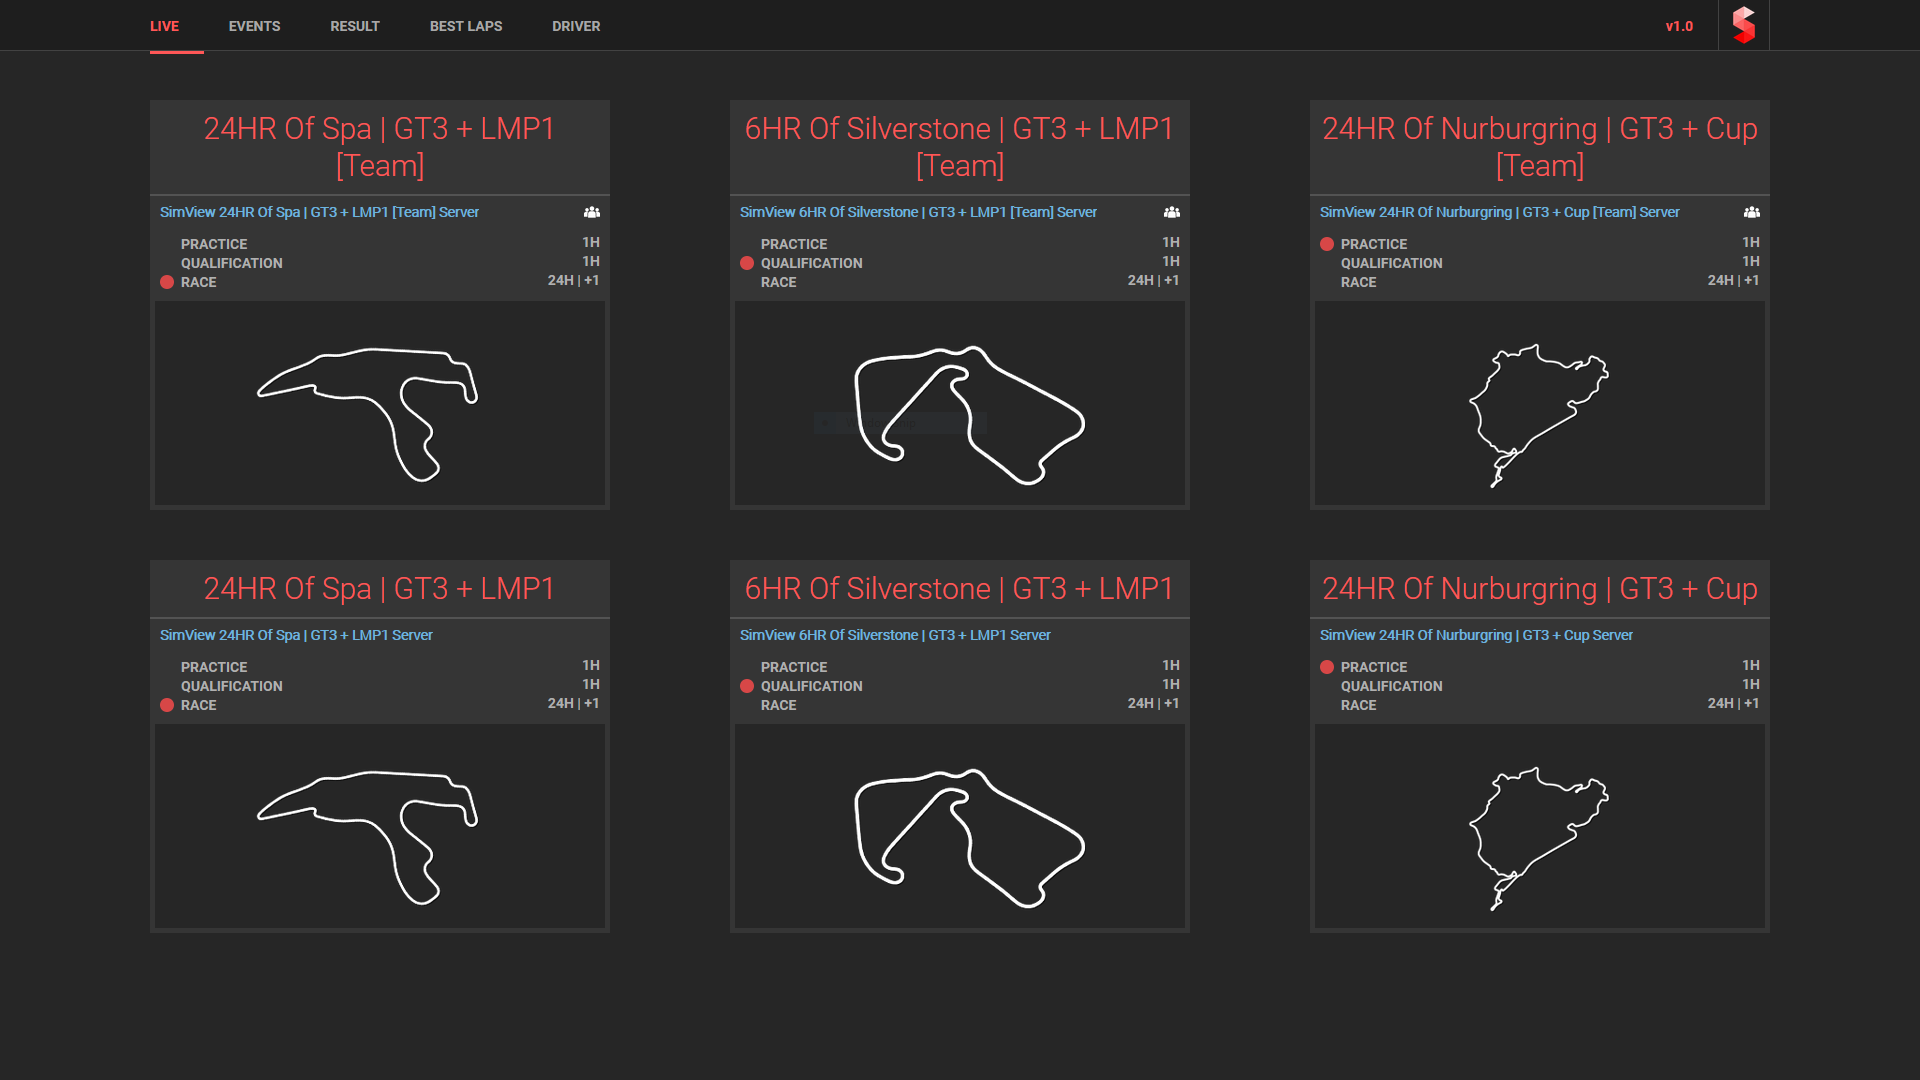 LIVE EVENTS RESULT BEST LAPS DRIVER v1.0
24HR Of Spa | GT3 + LMP1
[Team]
SimView 24HR Of Spa | GT3 + LMP1 [Team] Server
PRACTICE 1H
QUALIFICATION 1H
RACE 24H | +1
6HR Of Silverstone | GT3 + LMP1
[Team]
SimView 6HR Of Silverstone | GT3 + LMP1 [Team] Server
PRACTICE 1H
QUALIFICATION 1H
RACE 24H | +1
24HR Of Nurburgring | GT3 + Cup
[Team]
SimView 24HR Of Nurburgring | GT3 + Cup [Team] Server
PRACTICE 1H
QUALIFICATION 1H
RACE 24H | +1
24HR Of Spa | GT3 + LMP1
SimView 24HR Of Spa | GT3 + LMP1 Server
PRACTICE 1H
QUALIFICATION 1H
RACE 24H | +1
6HR Of Silverstone | GT3 + LMP1
SimView 6HR Of Silverstone | GT3 + LMP1 Server
PRACTICE 1H
QUALIFICATION 1H
RACE 24H | +1
24HR Of Nurburgring | GT3 + Cup
SimView 24HR Of Nurburgring | GT3 + Cup Server
PRACTICE 1H
QUALIFICATION 1H
RACE 24H | +1